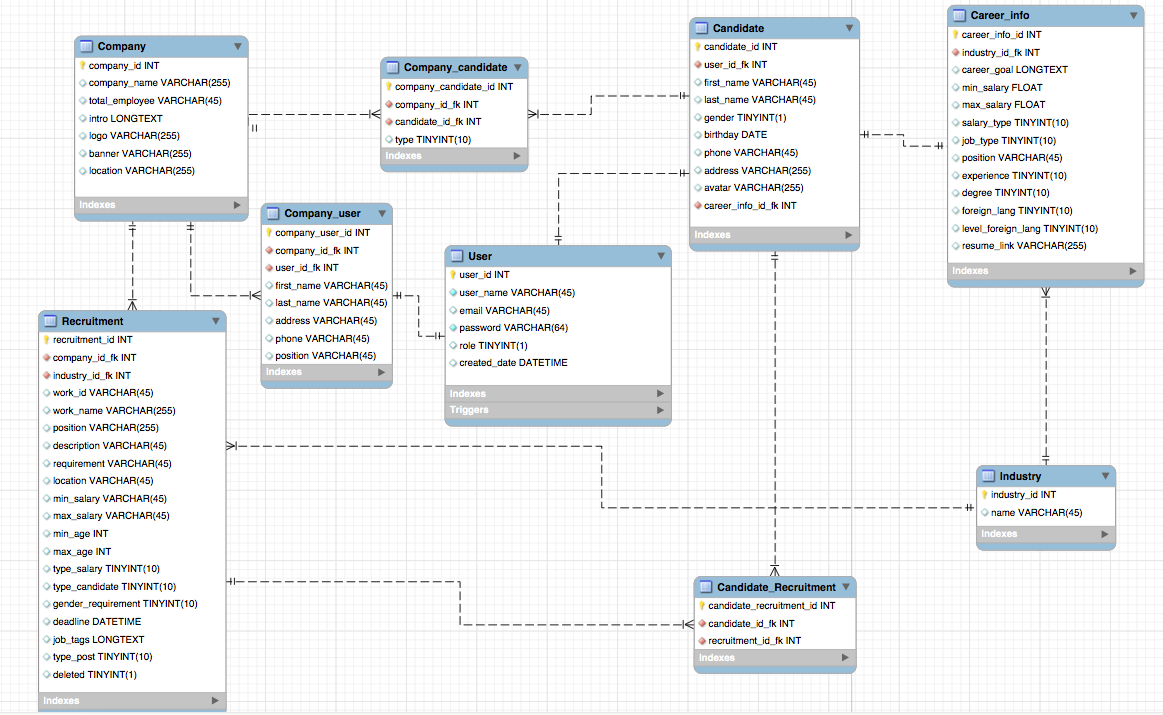 Company
company_id INT
company_name VARCHAR(255)
total_employee VARCHAR(45)
intro LONGTEXT
logo VARCHAR(255)
banner VARCHAR(255)
location VARCHAR(255)
Indexes
Company_candidate
company_candidate_id INT
company_id_fk INT
candidate_id_fk INT
type TINYINT(10)
Indexes
Candidate
candidate_id INT
user_id_fk INT
first_name VARCHAR(45)
last_name VARCHAR(45)
gender TINYINT(1)
birthday DATE
phone VARCHAR(45)
address VARCHAR(255)
avatar VARCHAR(255)
career_info_id_fk INT
Indexes
Career_info
career_info_id INT
industry_id_fk INT
career_goal LONGTEXT
min_salary FLOAT
max_salary FLOAT
salary_type TINYINT(10)
job_type TINYINT(10)
position VARCHAR(45)
experience TINYINT(10)
degree TINYINT(10)
foreign_lang TINYINT(10)
level_foreign_lang TINYINT(10)
resume_link VARCHAR(255)
Indexes
Company_user
company_user_id INT
company_id_fk INT
user_id_fk INT
first_name VARCHAR(45)
last_name VARCHAR(45)
address VARCHAR(45)
phone VARCHAR(45)
position VARCHAR(45)
Indexes
User
user_id INT
user_name VARCHAR(45)
email VARCHAR(45)
password VARCHAR(64)
role TINYINT(1)
created_date DATETIME
Indexes
Triggers
Recruitment
recruitment_id INT
company_id_fk INT
industry_id_fk INT
work_id VARCHAR(45)
work_name VARCHAR(255)
position VARCHAR(255)
description VARCHAR(45)
requirement VARCHAR(45)
location VARCHAR(45)
min_salary VARCHAR(45)
max_salary VARCHAR(45)
min_age INT
max_age INT
type_salary TINYINT(10)
type_candidate TINYINT(10)
gender_requirement TINYINT(10)
deadline DATETIME
job_tags LONGTEXT
type_post TINYINT(10)
deleted TINYINT(1)
Indexes
Industry
industry_id INT
name VARCHAR(45)
Indexes
Candidate_Recruitment
candidate_recruitment_id INT
candidate_id_fk INT
recruitment_id_fk INT
Indexes